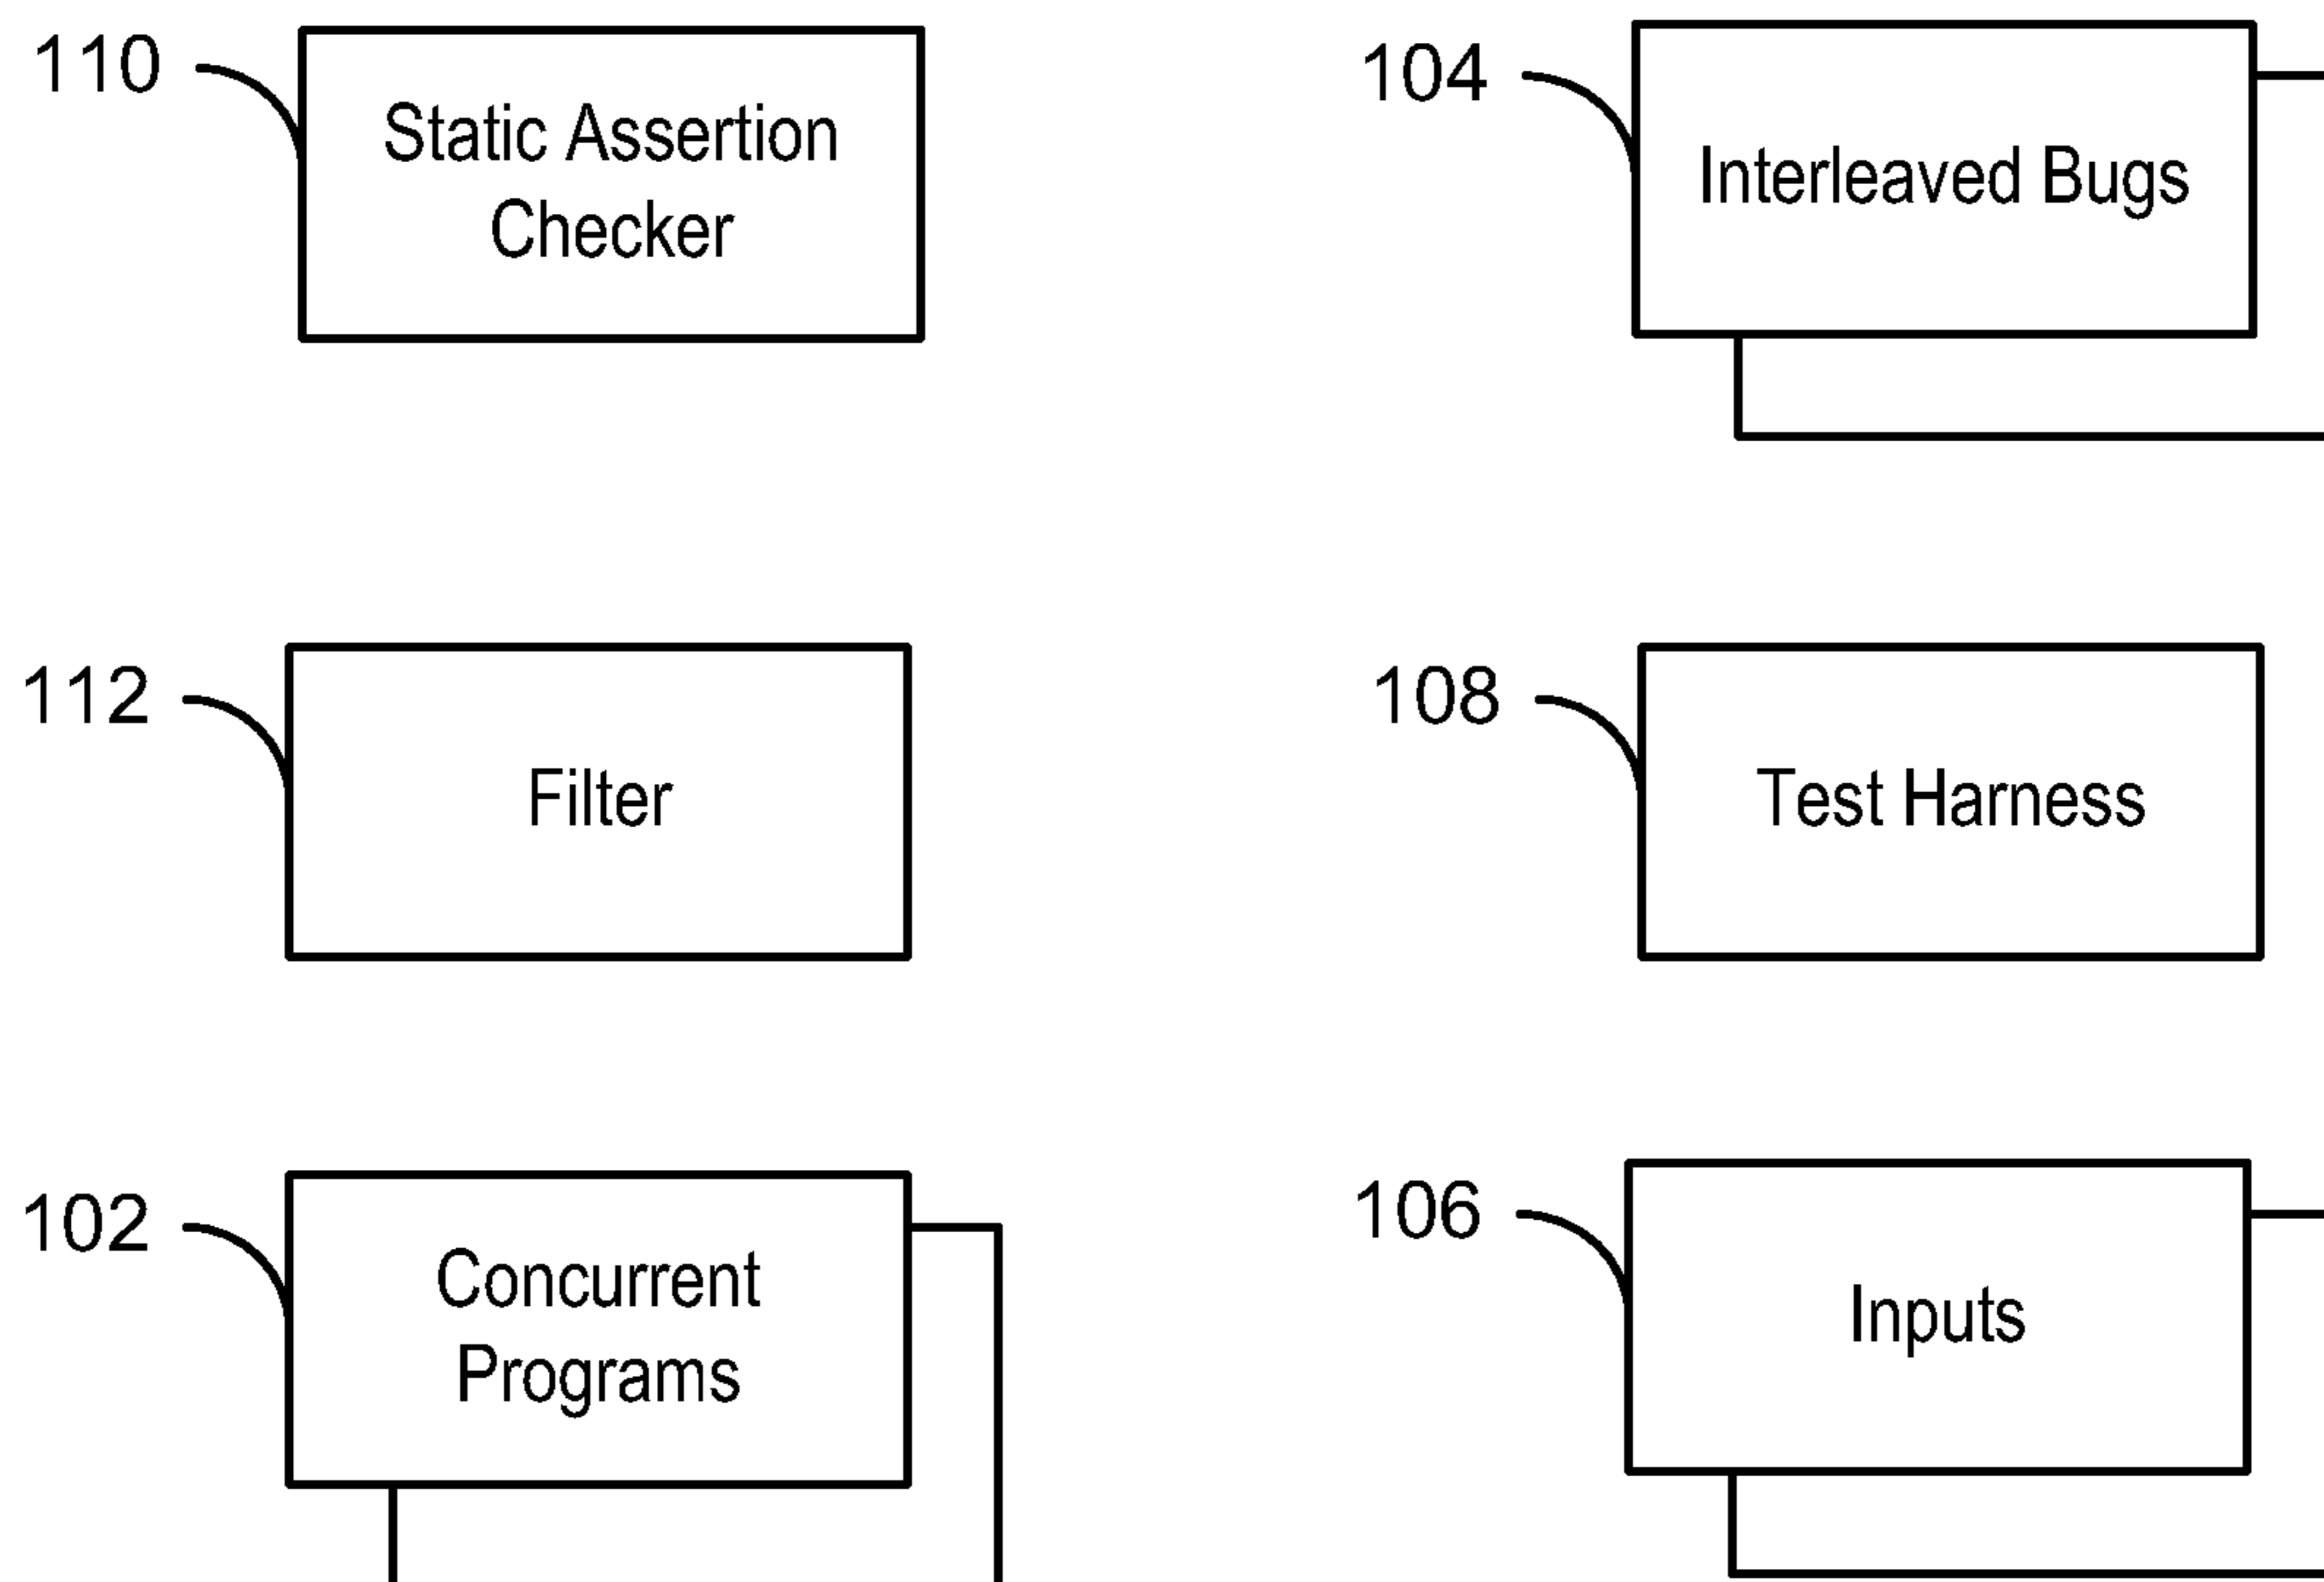 110
Static Assertion
Checker
104
Interleaved Bugs
112
Filter
108
Test Harness
102
Concurrent
Programs
106
Inputs